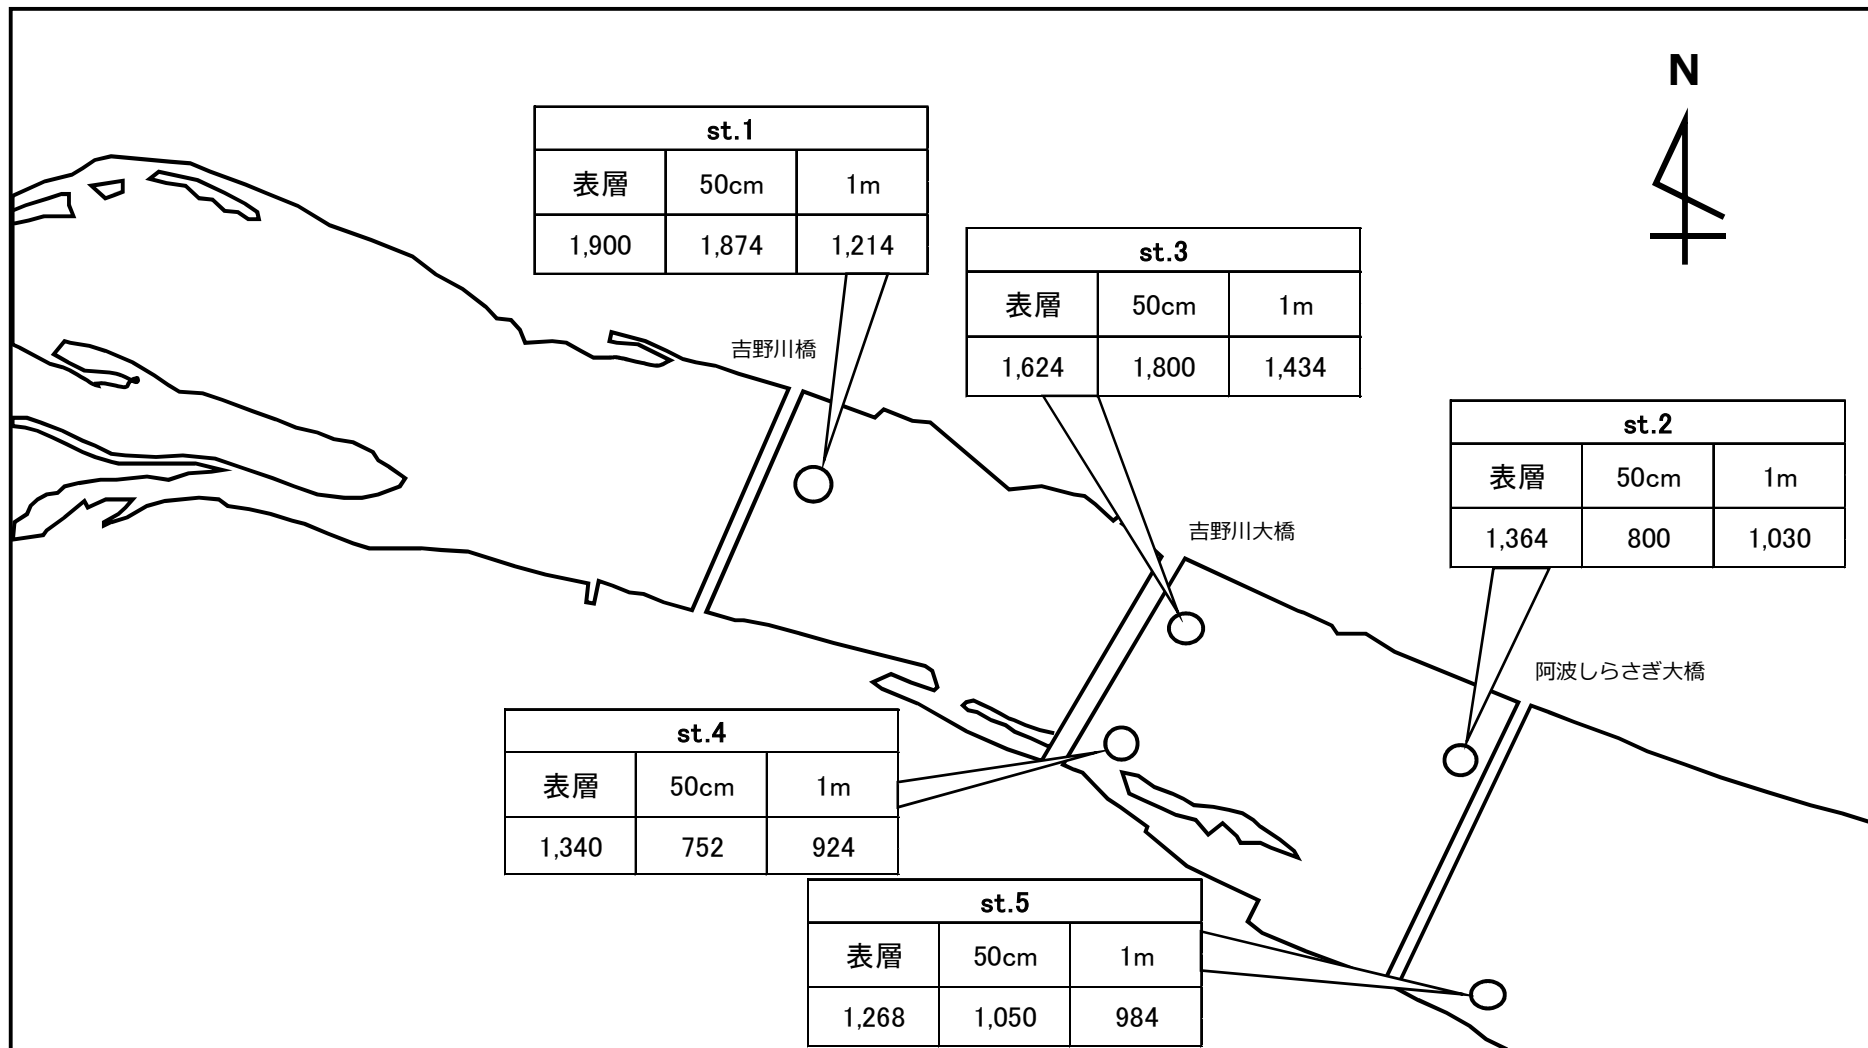 N
st.1
表層 50cm 1m
1,900 1,874 1,214
吉野川橋
st.3
表層 50cm 1m
1,624 1,800 1,434
吉野川大橋
st.2
表層 50cm 1m
1,364 800 1,030
阿波しらさぎ大橋
st.4
表層 50cm 1m
1,340 752 924
st.5
表層 50cm 1m
1,268 1,050 984